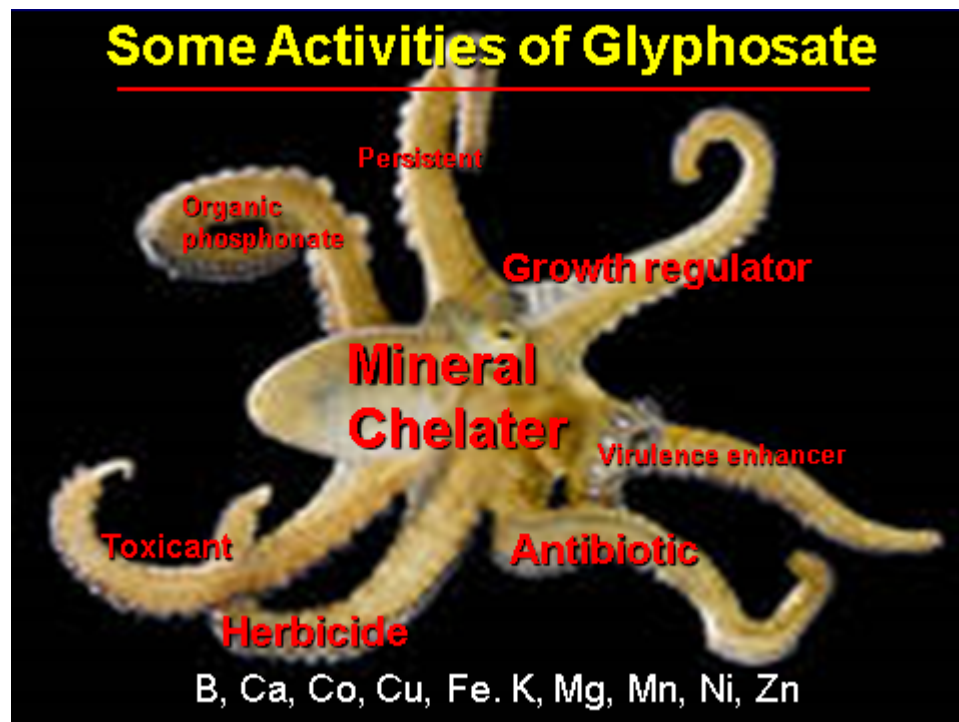 Some Activities of Glyphosate
Persistent
Organic
phosphonate
Growth regulator
Mineral
Chelater
Virulence enhancer
Toxicant
Antibiotic
Herbicide
B, Ca, Co, Cu, Fe. K, Mg, Mn, Ni, Zn